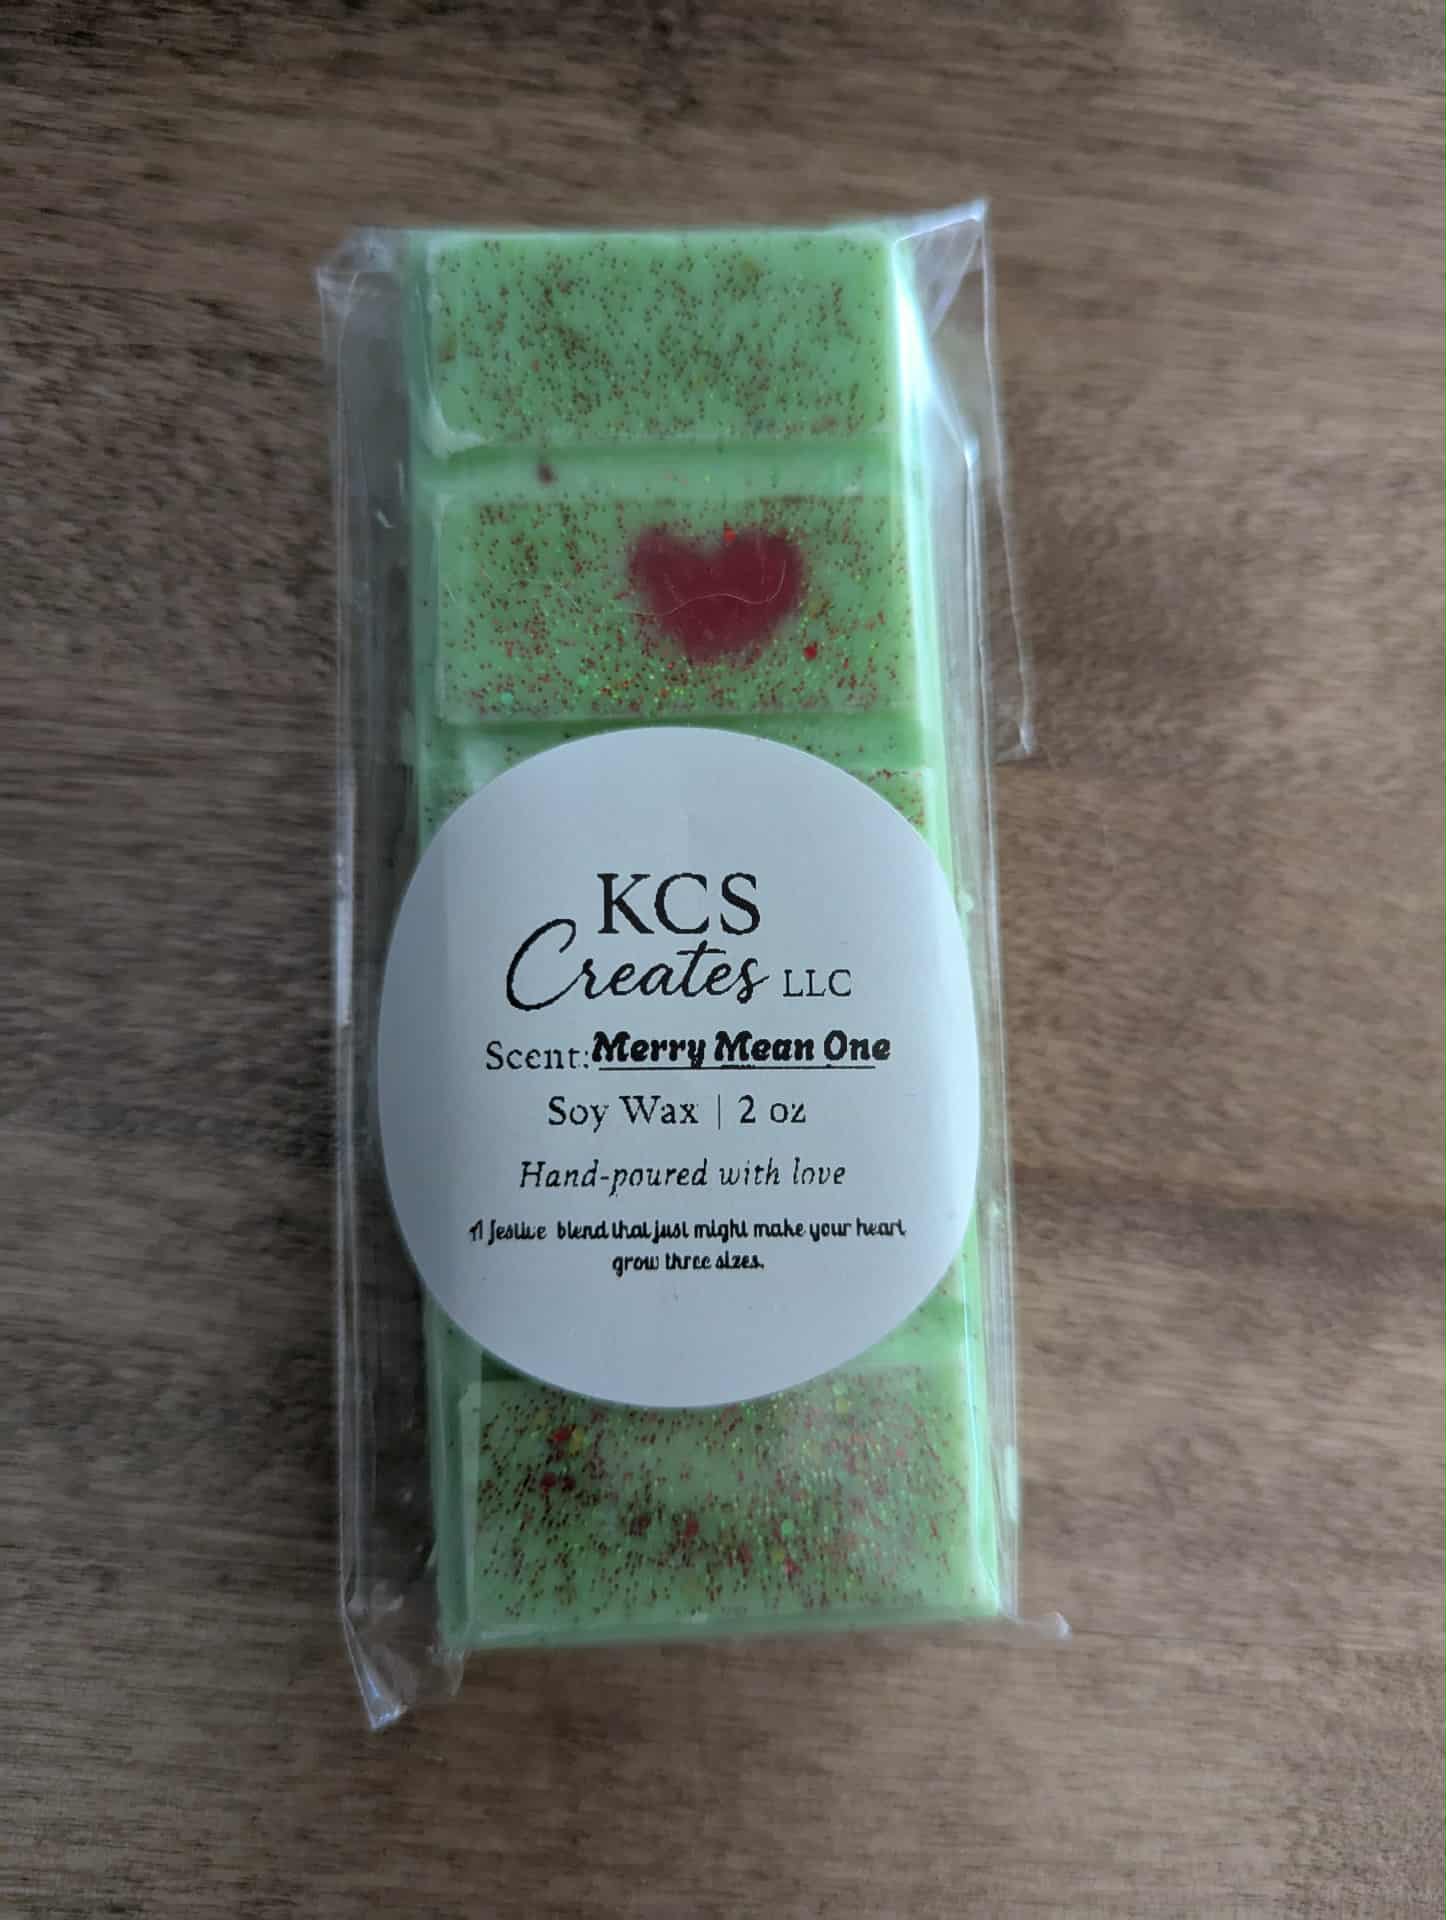 KCS
Creates LLC
Scent: Merry Mean One
Soy Wax | 2 oz
Hand-poured with love
A festive blend that just might make your heart
grow three sizes.